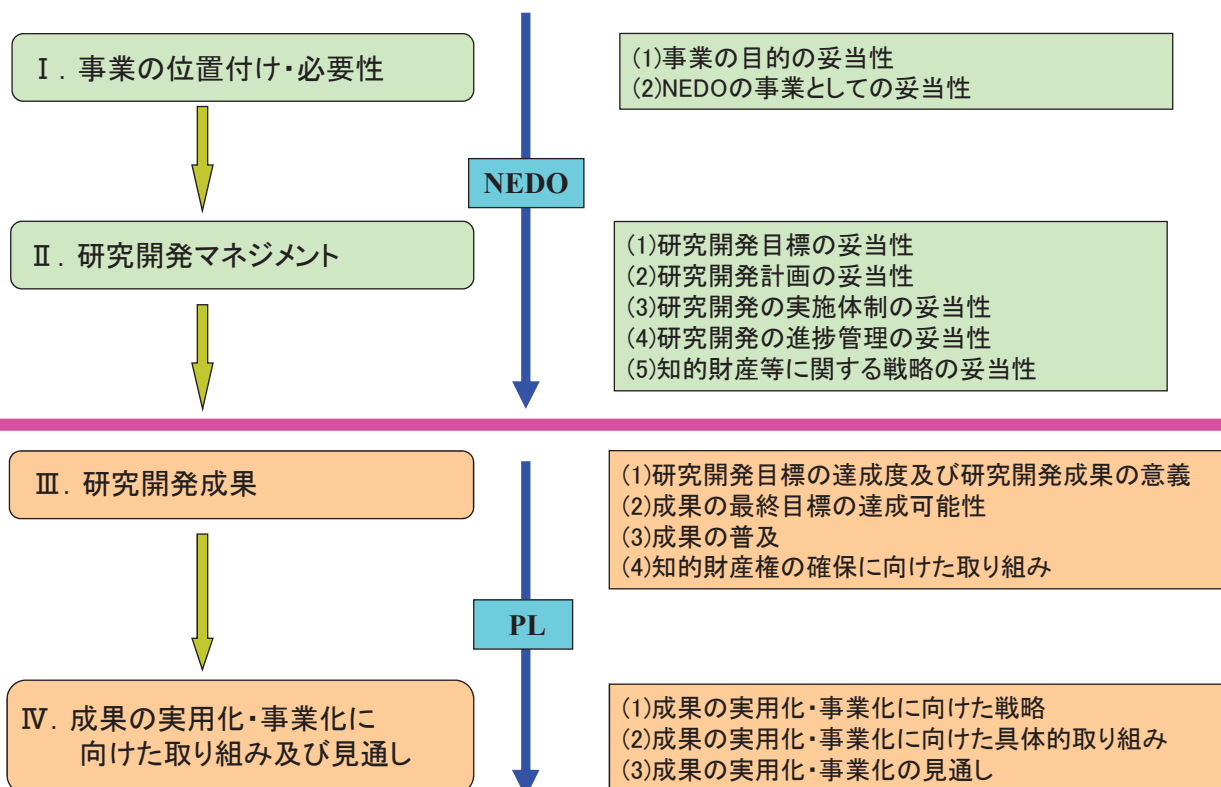 Ⅰ. 事業の位置付け・必要性
(1)事業の目的の妥当性
(2)NEDOの事業としての妥当性
NEDO
Ⅱ. 研究開発マネジメント
(1)研究開発目標の妥当性
(2)研究開発計画の妥当性
(3)研究開発の実施体制の妥当性
(4)研究開発の進捗管理の妥当性
(5)知的財産等に関する戦略の妥当性
Ⅲ. 研究開発成果
(1)研究開発目標の達成度及び研究開発成果の意義
(2)成果の最終目標の達成可能性
(3)成果の普及
(4)知的財産権の確保に向けた取り組み
PL
Ⅳ. 成果の実用化・事業化に
向けた取り組み及び見通し
(1)成果の実用化・事業化に向けた戦略
(2)成果の実用化・事業化に向けた具体的取り組み
(3)成果の実用化・事業化の見通し